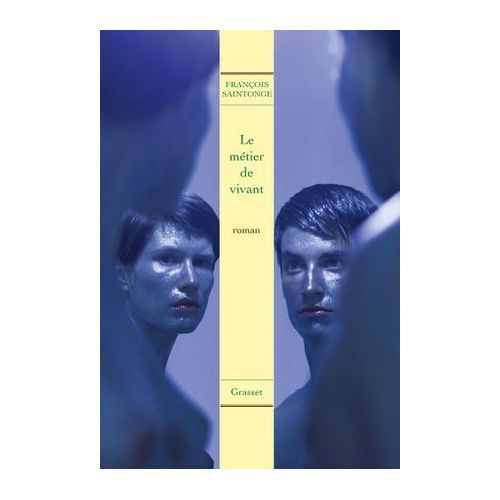 FRANÇOIS
SAINTONGE
Le
métier
de
vivant
roman
Grasset